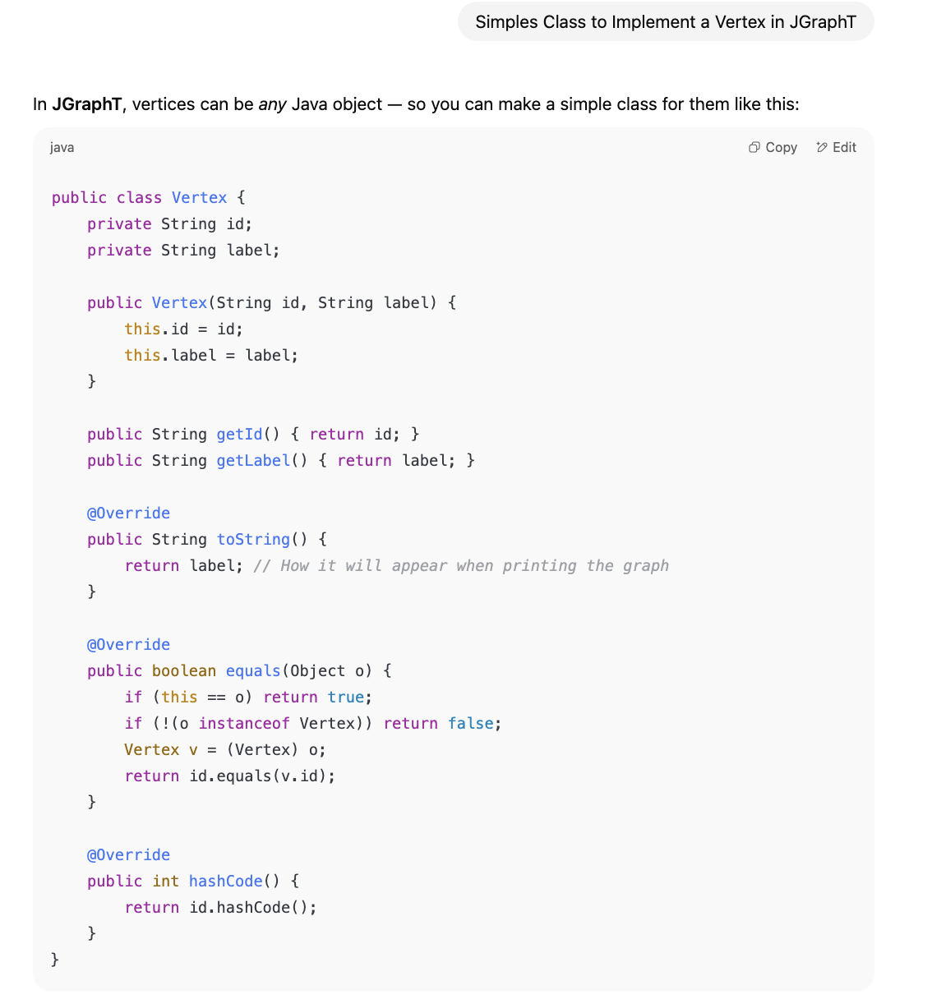 Simples Class to Implement a Vertex in JGraphT
In JGraphT, vertices can be any Java object — so you can make a simple class for them like this:
java
Copy
Edit
public class Vertex {
    private String id;
    private String label;

    public Vertex(String id, String label) {
        this.id = id;
        this.label = label;
    }

    public String getId() { return id; }
    public String getLabel() { return label; }

    @Override
    public String toString() {
        return label; // How it will appear when printing the graph
    }

    @Override
    public boolean equals(Object o) {
        if (this == o) return true;
        if (!(o instanceof Vertex)) return false;
        Vertex v = (Vertex) o;
        return id.equals(v.id);
    }

    @Override
    public int hashCode() {
        return id.hashCode();
    }
}